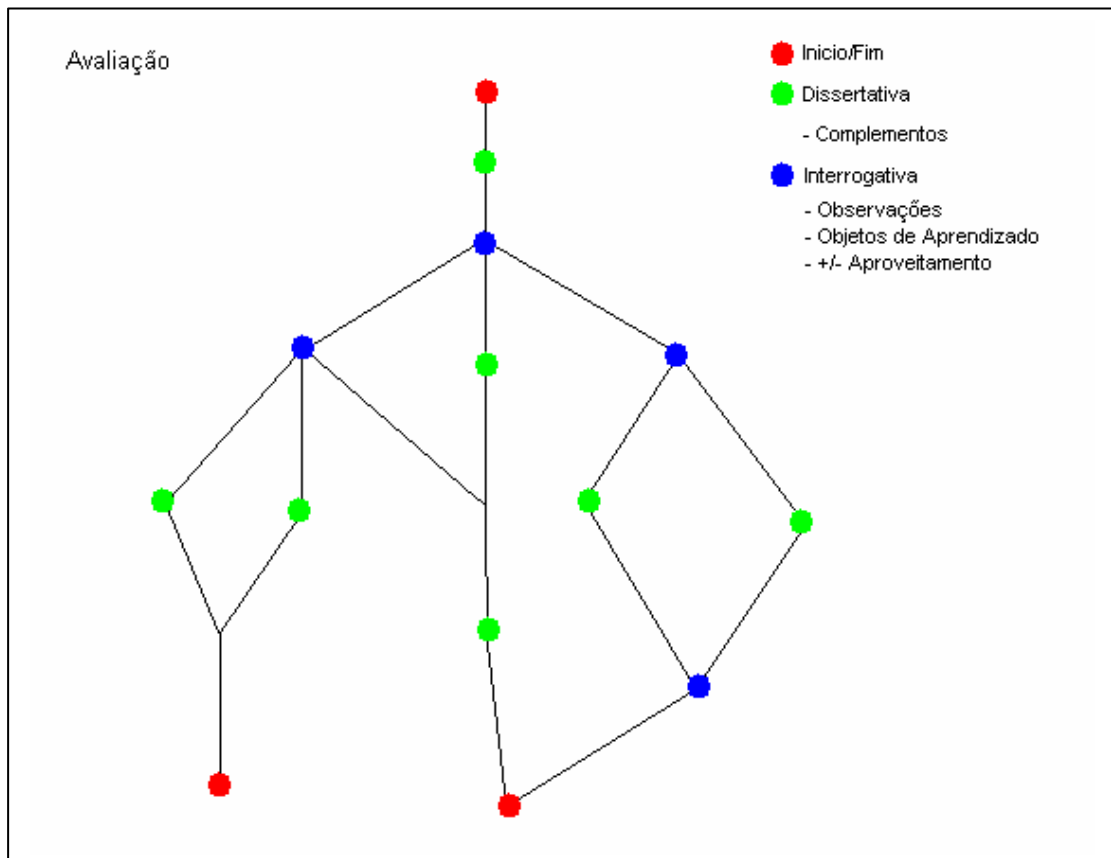 Avaliação
Inicio/Fim
Dissertativa
- Complementos
Interrogativa
- Observações
- Objetos de Aprendizado
- +/- Aproveitamento